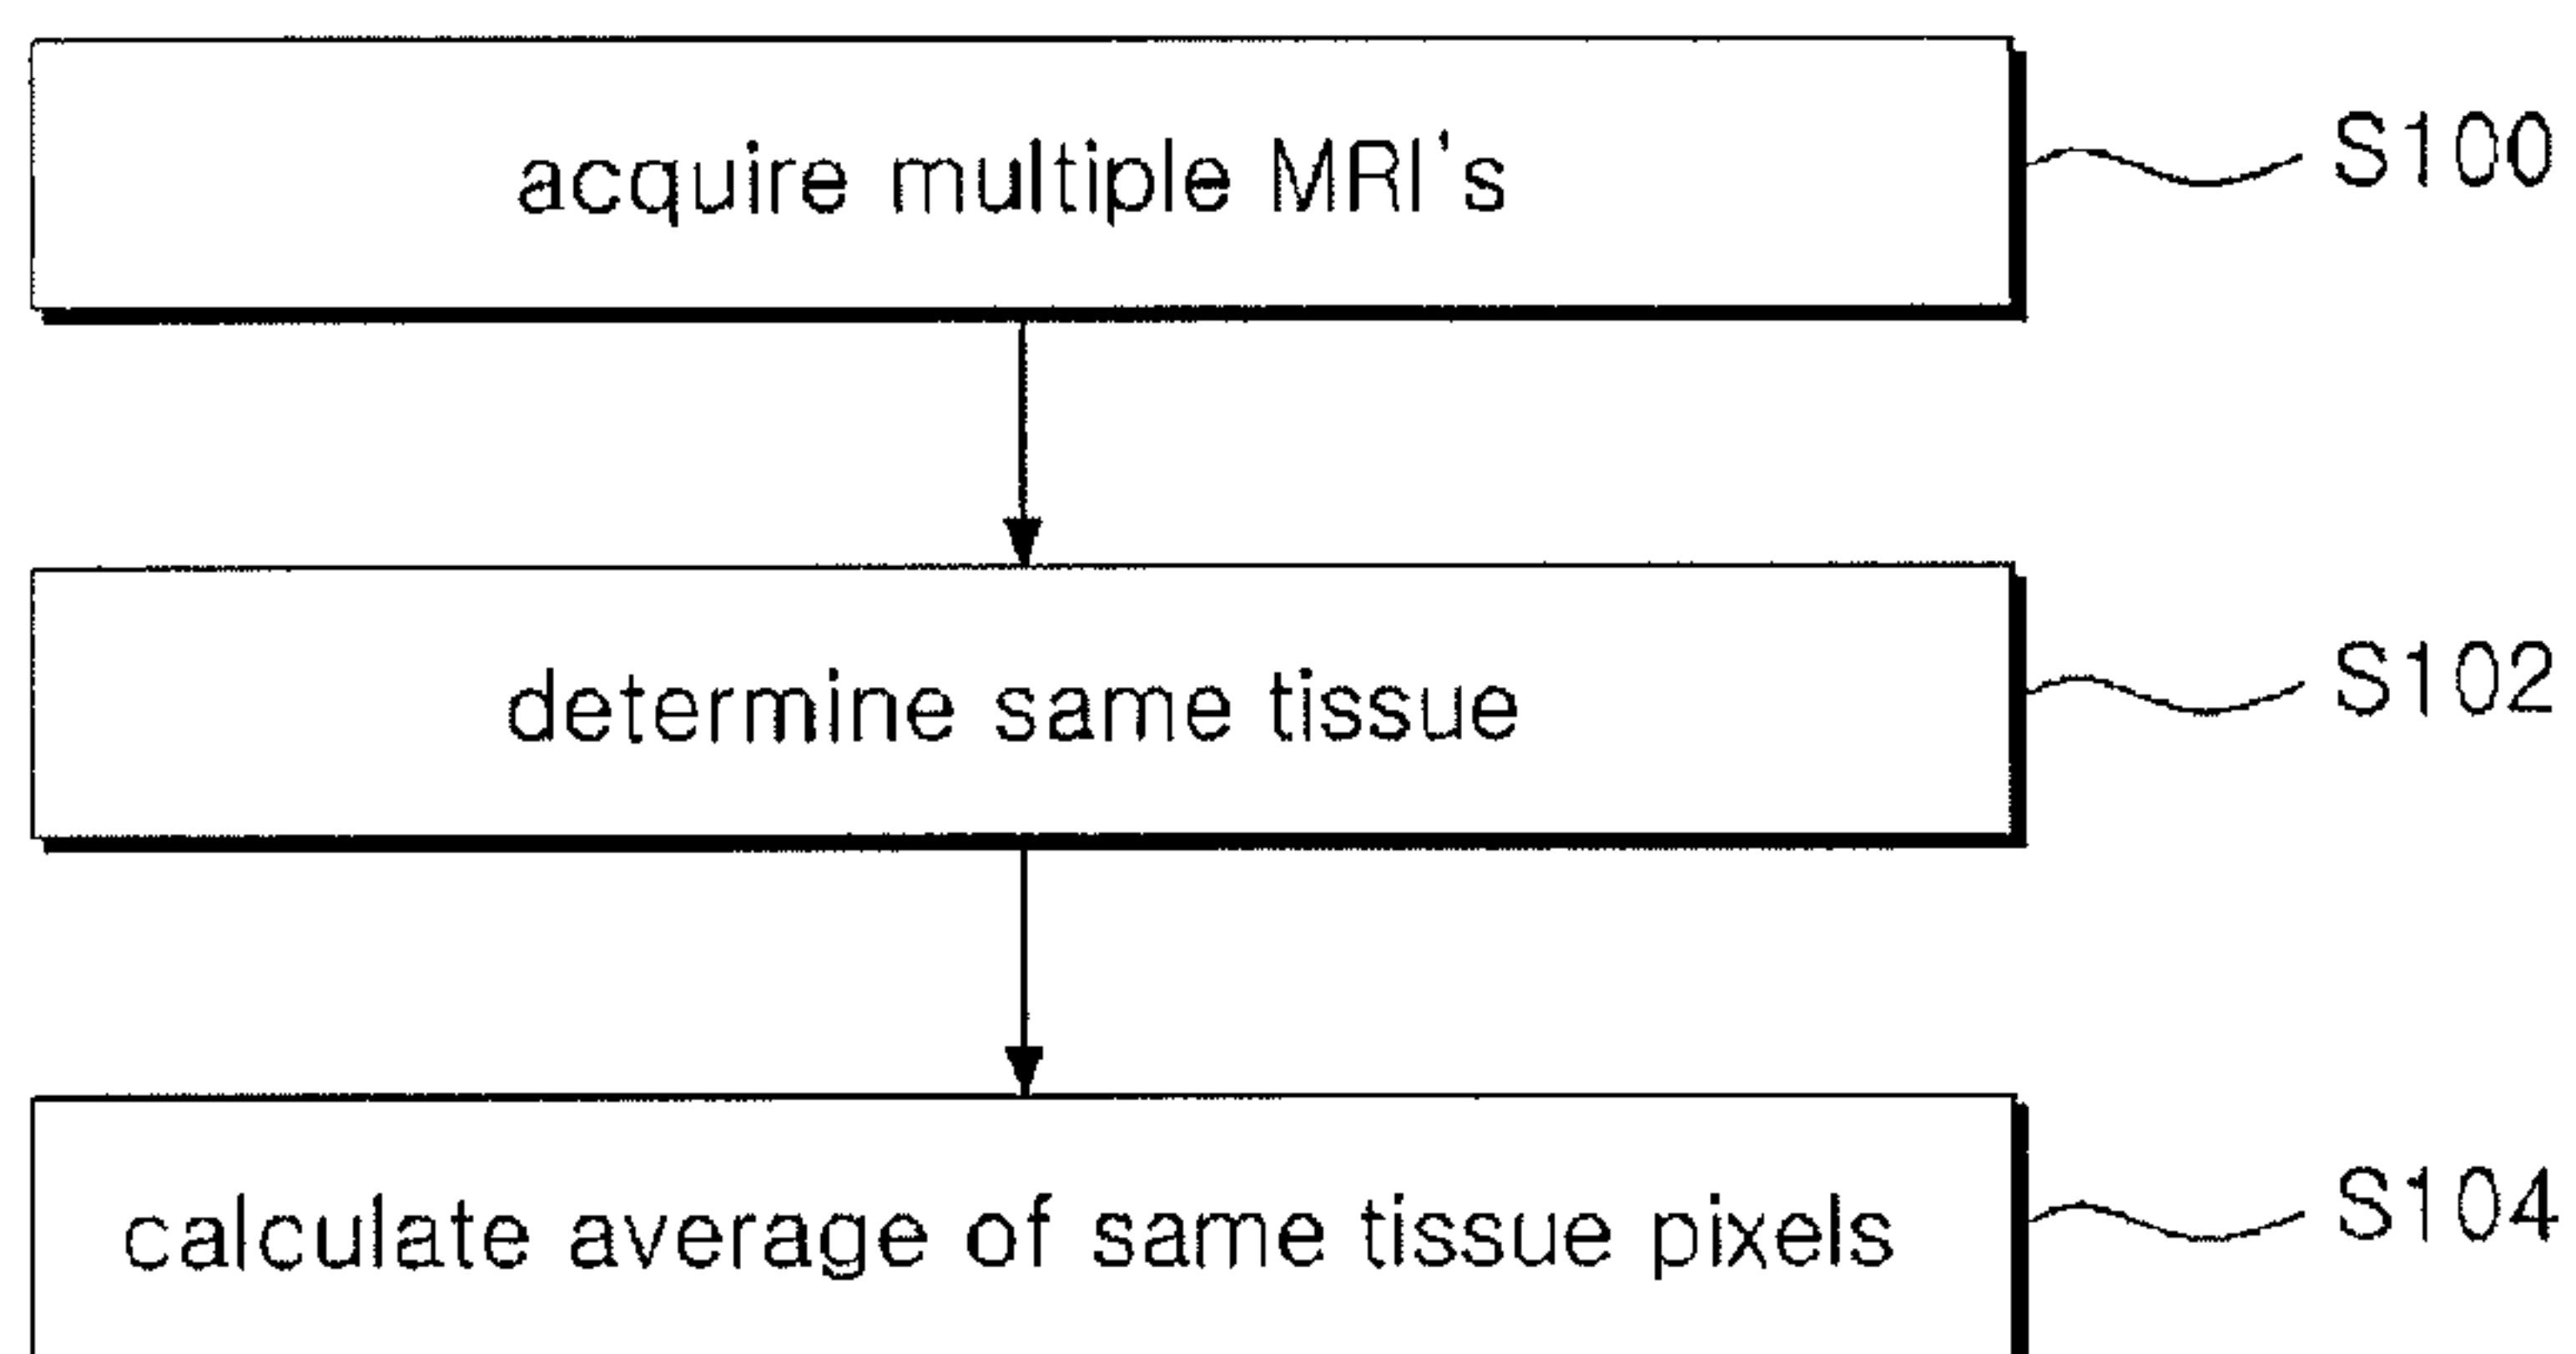 acquire multiple MRI's
S100
determine same tissue
S102
calculate average of same tissue pixels
S104